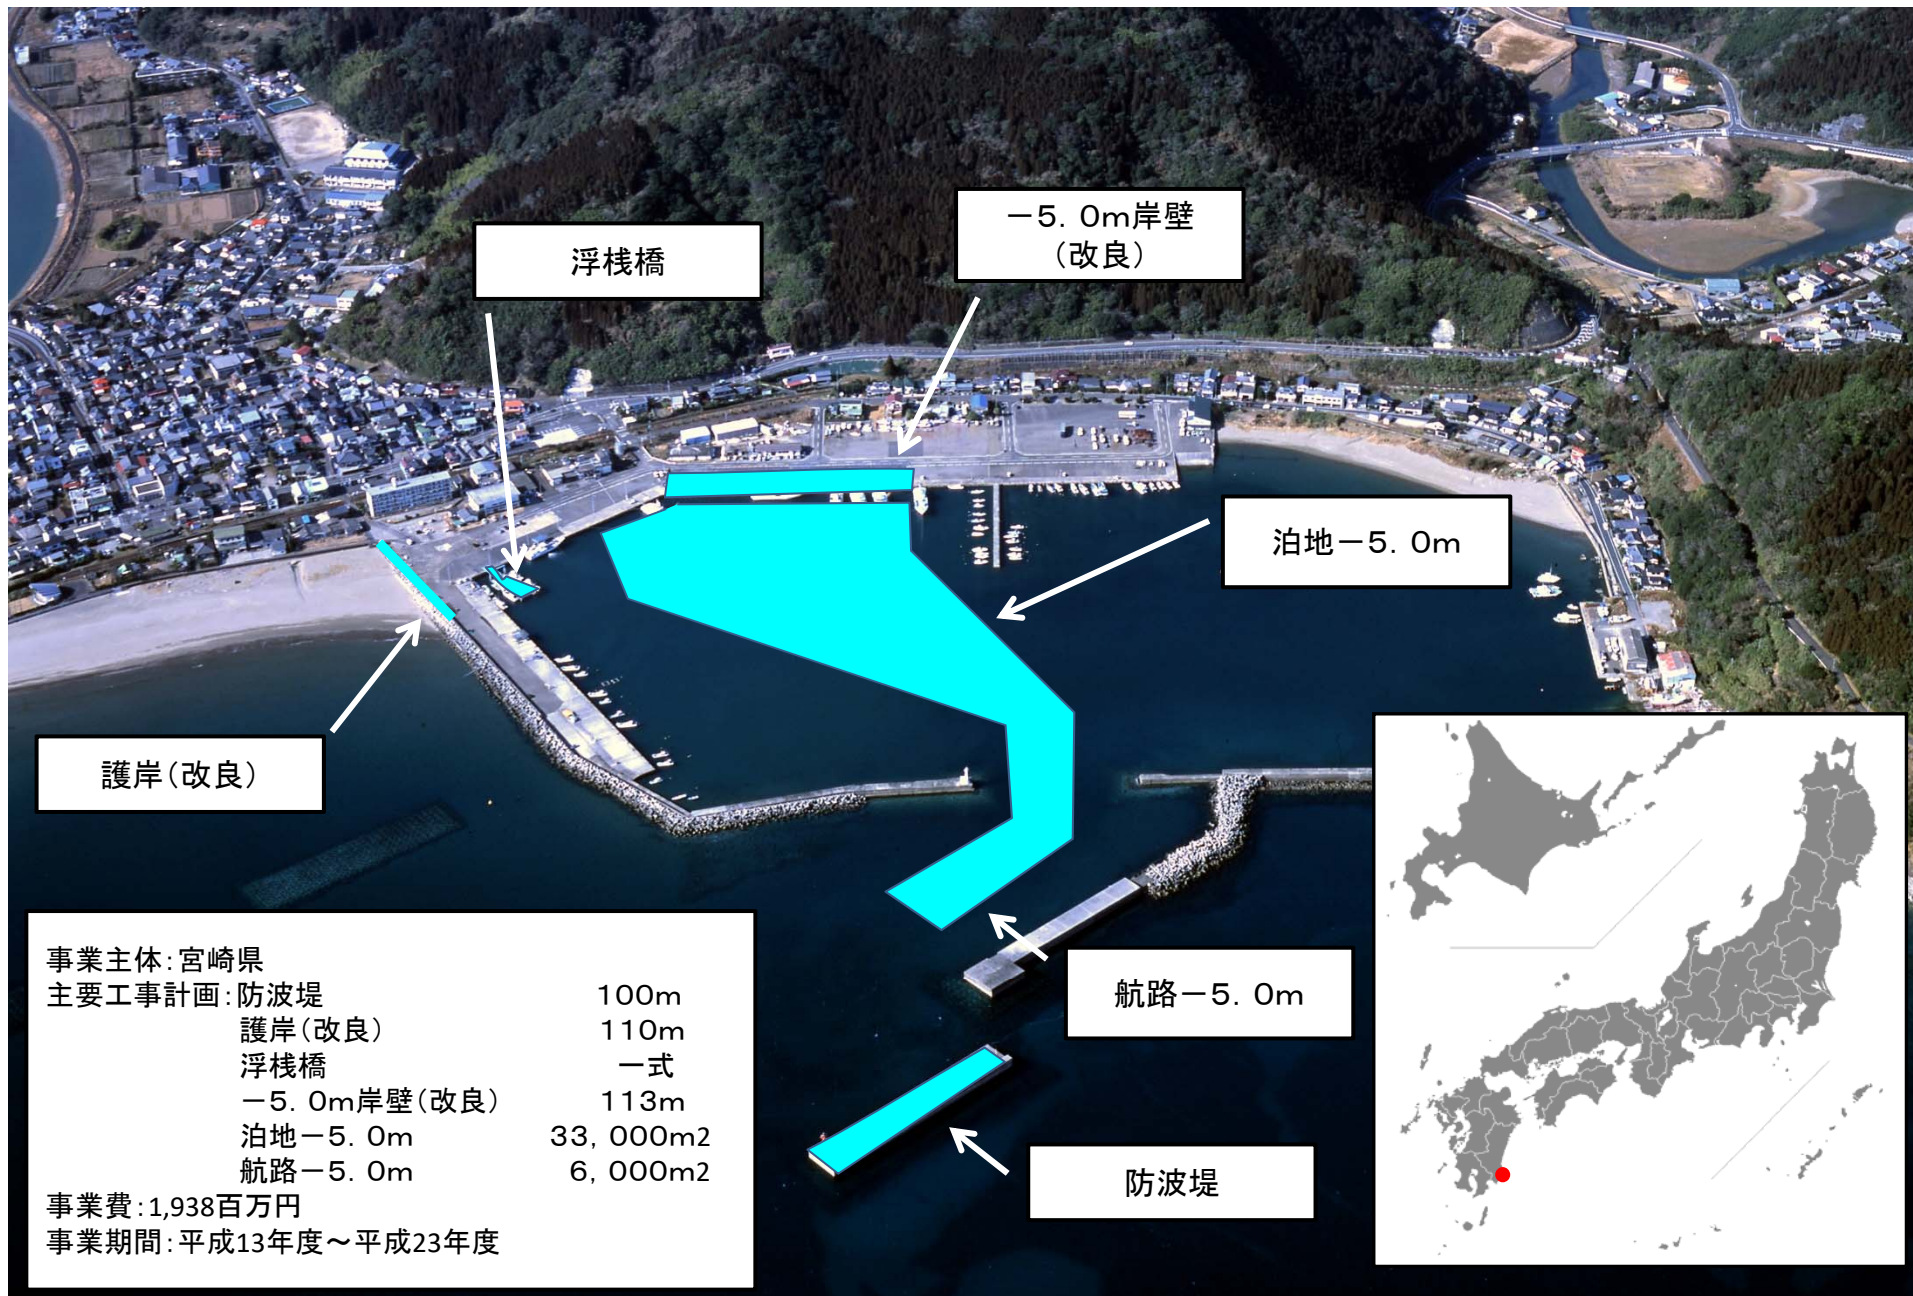 －5．0m岸壁
（改良）
浮桟橋
泊地－5．0m
護岸（改良）
航路－5．0m
防波堤
事業主体：宮崎県
主要工事計画：防波堤 100m
護岸（改良） 110m
浮桟橋 一式
－5．0m岸壁（改良） 113m
泊地－5．0m 33，000m2
航路－5．0m 6，000m2
事業費：1,938百万円
事業期間：平成13年度～平成23年度